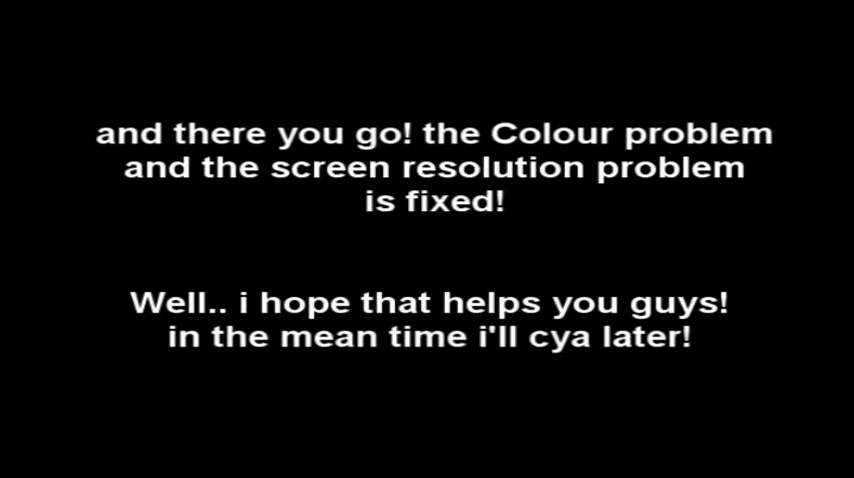 and there you go! the Colour problem
and the screen resolution problem
is fixed!
Well.. i hope that helps you guys!
in the mean time i'll cya later!